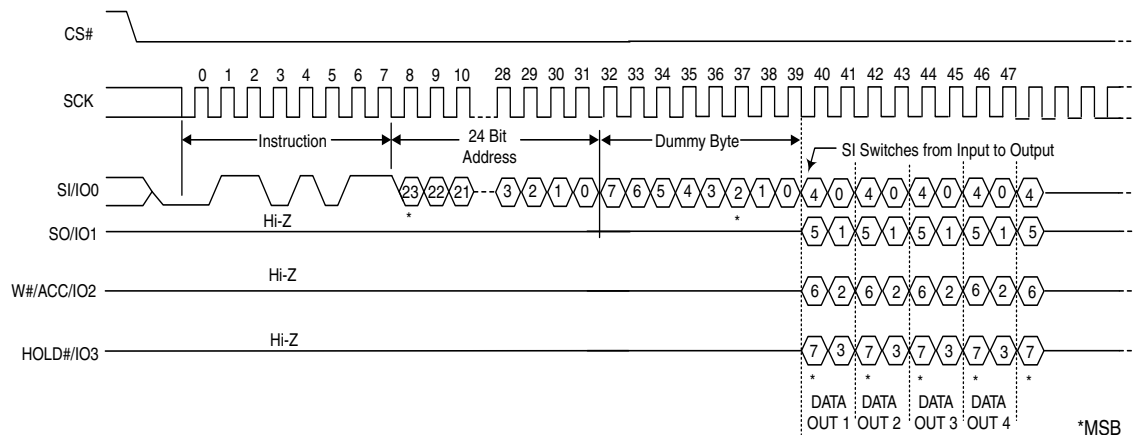 CS#
0 1 2 3 4 5 6 7 8 9 10 28 29 30 31 32 33 34 35 36 37 38 39 40 41 42 43 44 45 46 47
SCK
Instruction
24 Bit
Address
Dummy Byte
SI Switches from Input to Output
SI/IO0
23 22 21 3 2 1 0 7 6 5 4 3 2 1 0 4 0 4 0 4 0 4 0 4
* *
Hi-Z
SO/IO1
5 1 5 1 5 1 5 1 5
Hi-Z
W#/ACC/IO2
6 2 6 2 6 2 6 2 6
Hi-Z
HOLD#/IO3
7 3 7 3 7 3 7 3 7
* * * * *
DATA OUT 1
DATA OUT 2
DATA OUT 3
DATA OUT 4
*MSB